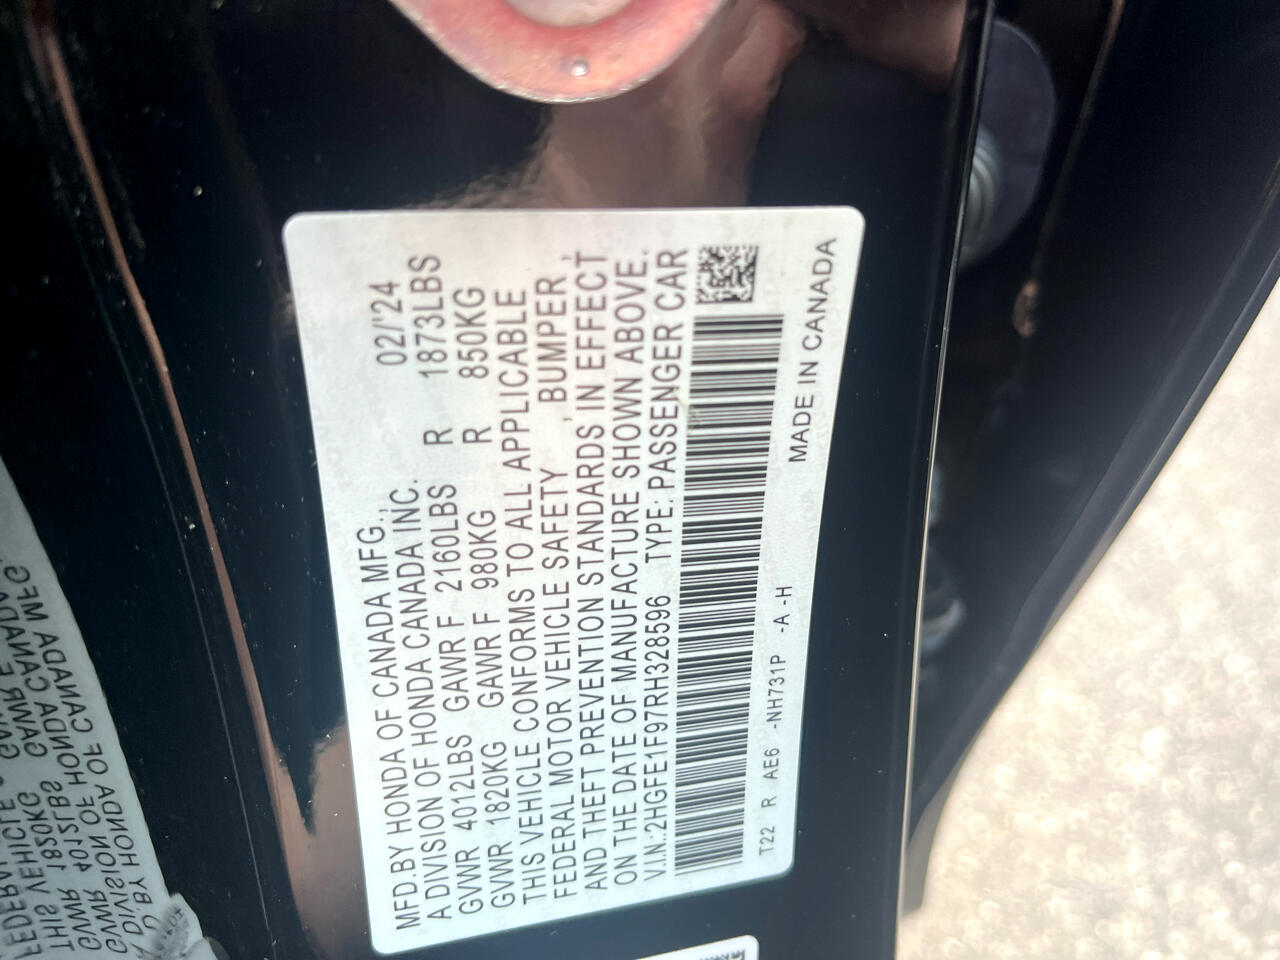 MFD.BY HONDA OF CANADA MFG., 02/'24
A DIVISION OF HONDA CANADA INC.
GVWR 4012LBS GAWR F 2160LBS R 1873LBS
GVWR 1820KG GAWR F 980KG R 850KG
THIS VEHICLE CONFORMS TO ALL APPLICABLE
FEDERAL MOTOR VEHICLE SAFETY , BUMPER ,
AND THEFT PREVENTION STANDARDS IN EFFECT
ON THE DATE OF MANUFACTURE SHOWN ABOVE.
V.I.N.:2HGFE1F97RH328596 TYPE: PASSENGER CAR
T22 R AE6 -NH731P -A -H MADE IN CANADA